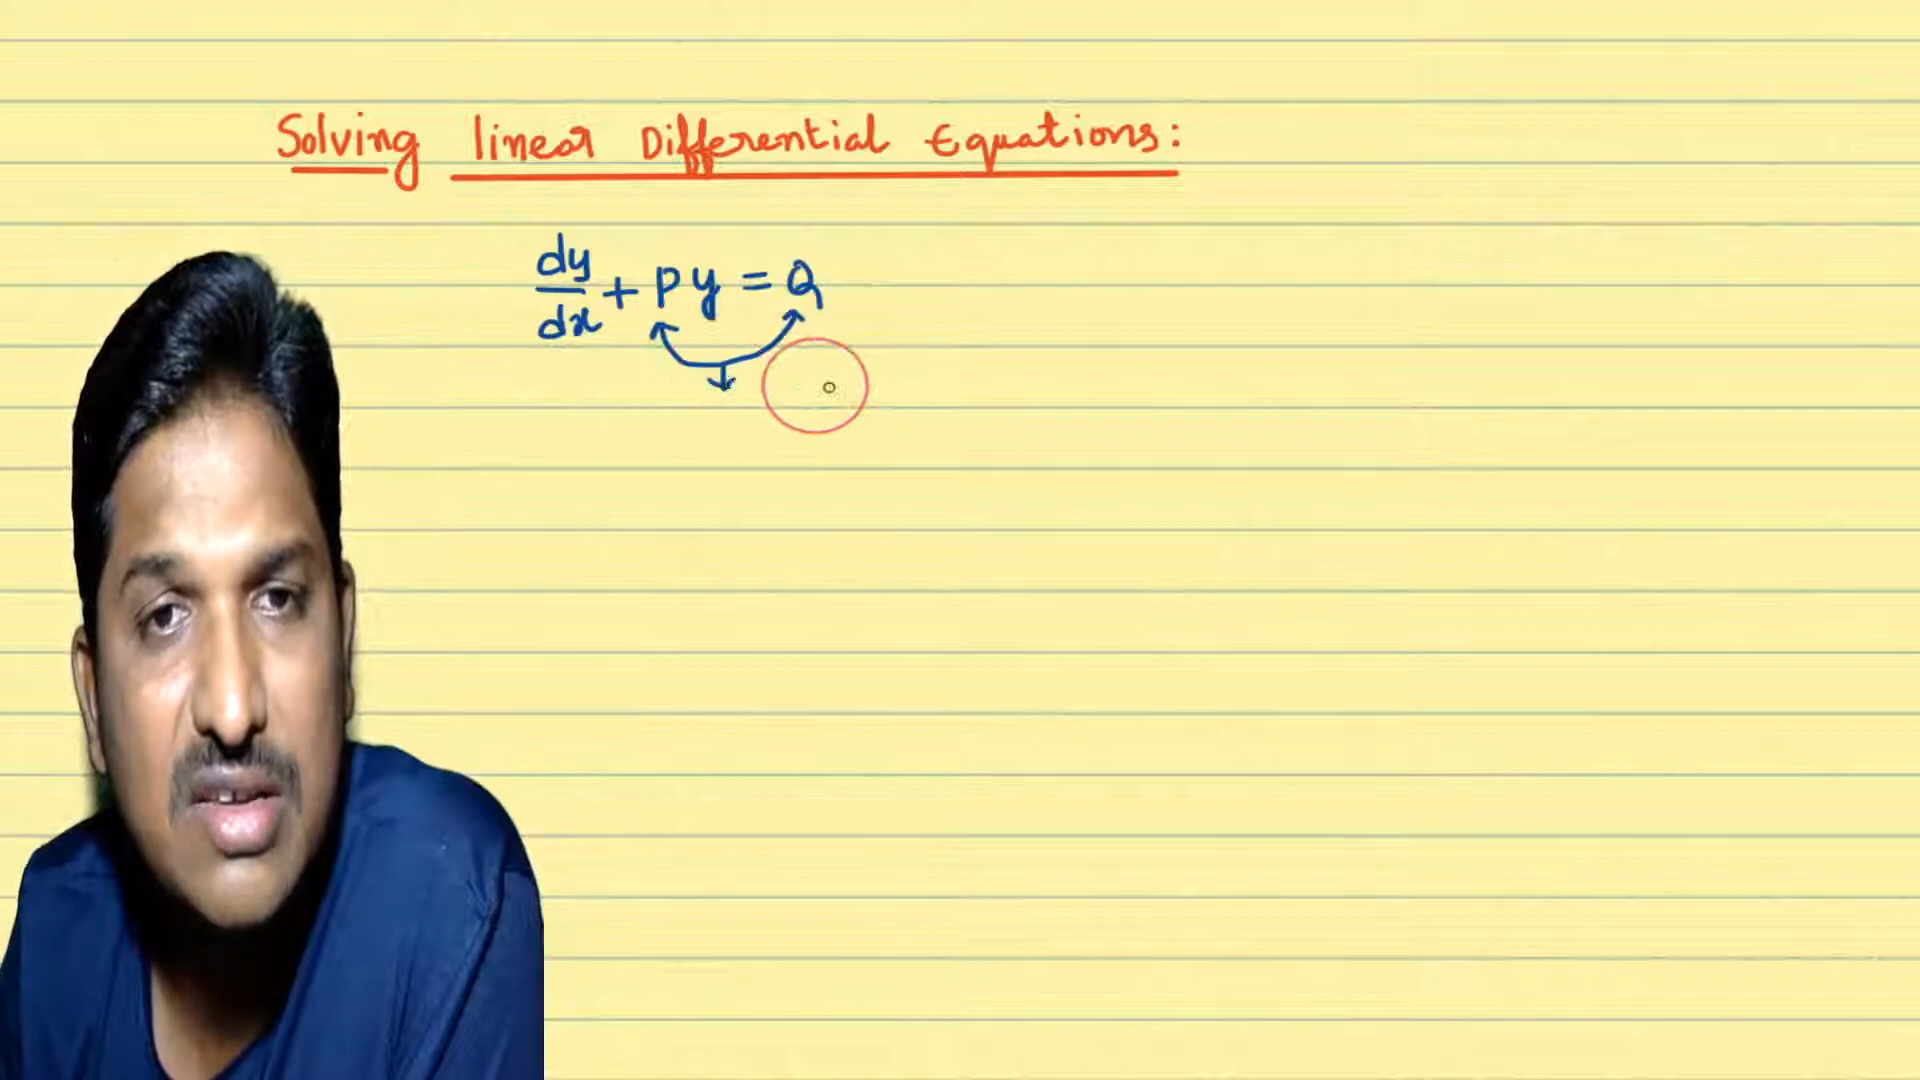 Solving linear Differential Equations:
dy/dx + py = Q